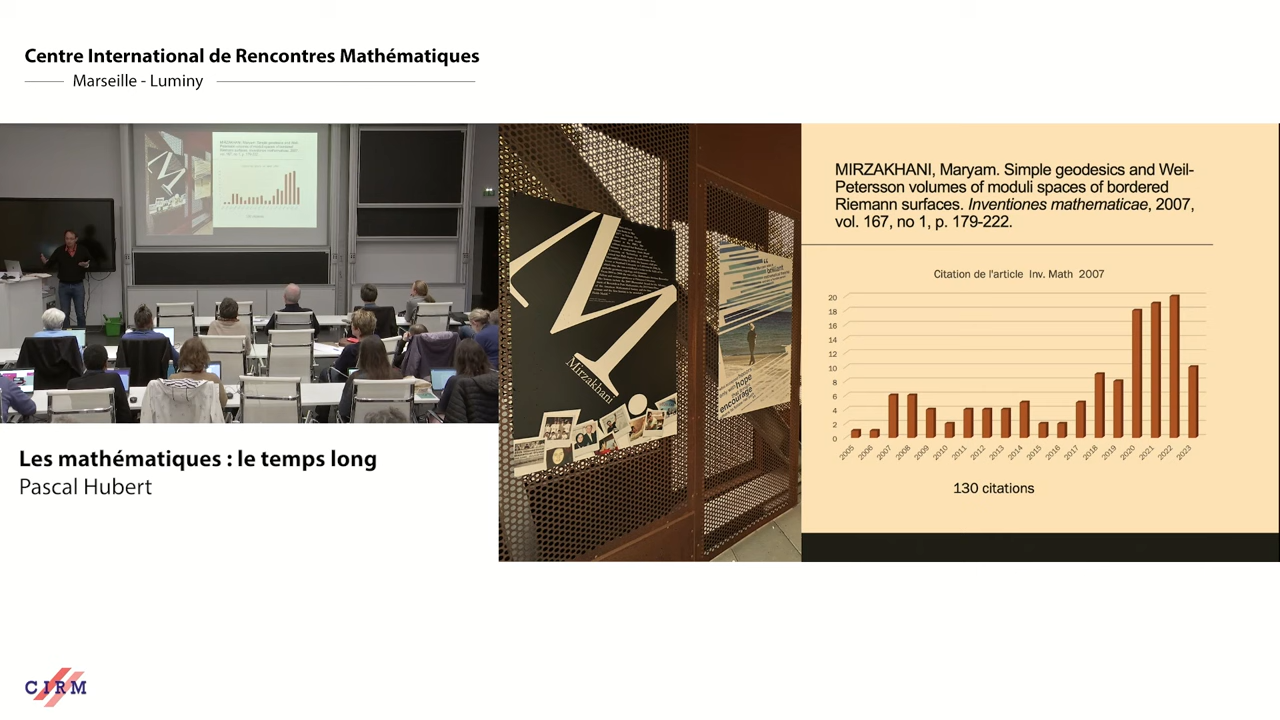 Centre International de Rencontres Mathématiques
Marseille - Luminy
Les mathématiques : le temps long
Pascal Hubert
M.
Mirzakhani
hope
encourage
MIRZAKHANI, Maryam. Simple geodesics and Weil-
Petersson volumes of moduli spaces of bordered
Riemann surfaces. Inventiones mathematicae, 2007,
vol. 167, no 1, p. 179-222.
Citation de l'article Inv. Math 2007
20
18
16
14
12
10
8
6
4
2
0
2005 2006 2007 2008 2009 2010 2011 2012 2013 2014 2015 2016 2017 2018 2019 2020 2021 2022 2023
130 citations
CIRM